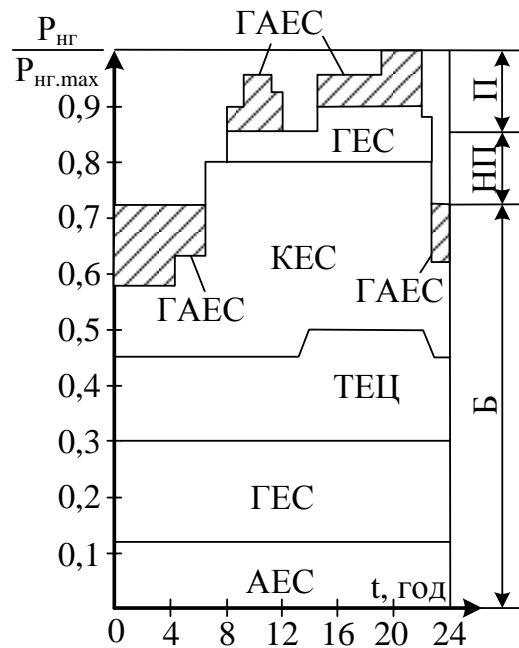 Pнг
Pнг.max
ГАЕС
0,9
0,8
0,7
0,6
0,5
0,4
0,3
0,2
0,1
ГЕС
КЕС
ГАЕС
ГАЕС
ТЕЦ
ГЕС
АЕС
t, год
П
НП
Б
0 4 8 12 16 20 24